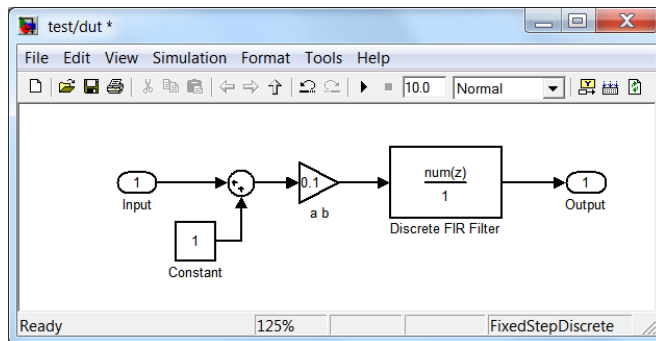 test/dut *
File Edit View Simulation Format Tools Help
10.0 Normal
num(z)
1 0.1 1 1
Input a b Discrete FIR Filter Output
1
Constant
Ready 125% FixedStepDiscrete